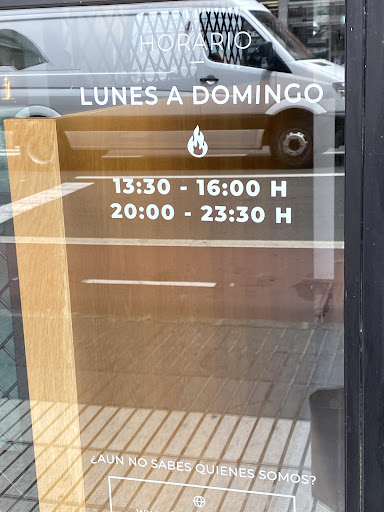 HORARIO
LUNES A DOMINGO
13:30 - 16:00 H
20:00 - 23:30 H
¿AUN NO SABES QUIENES SOMOS?